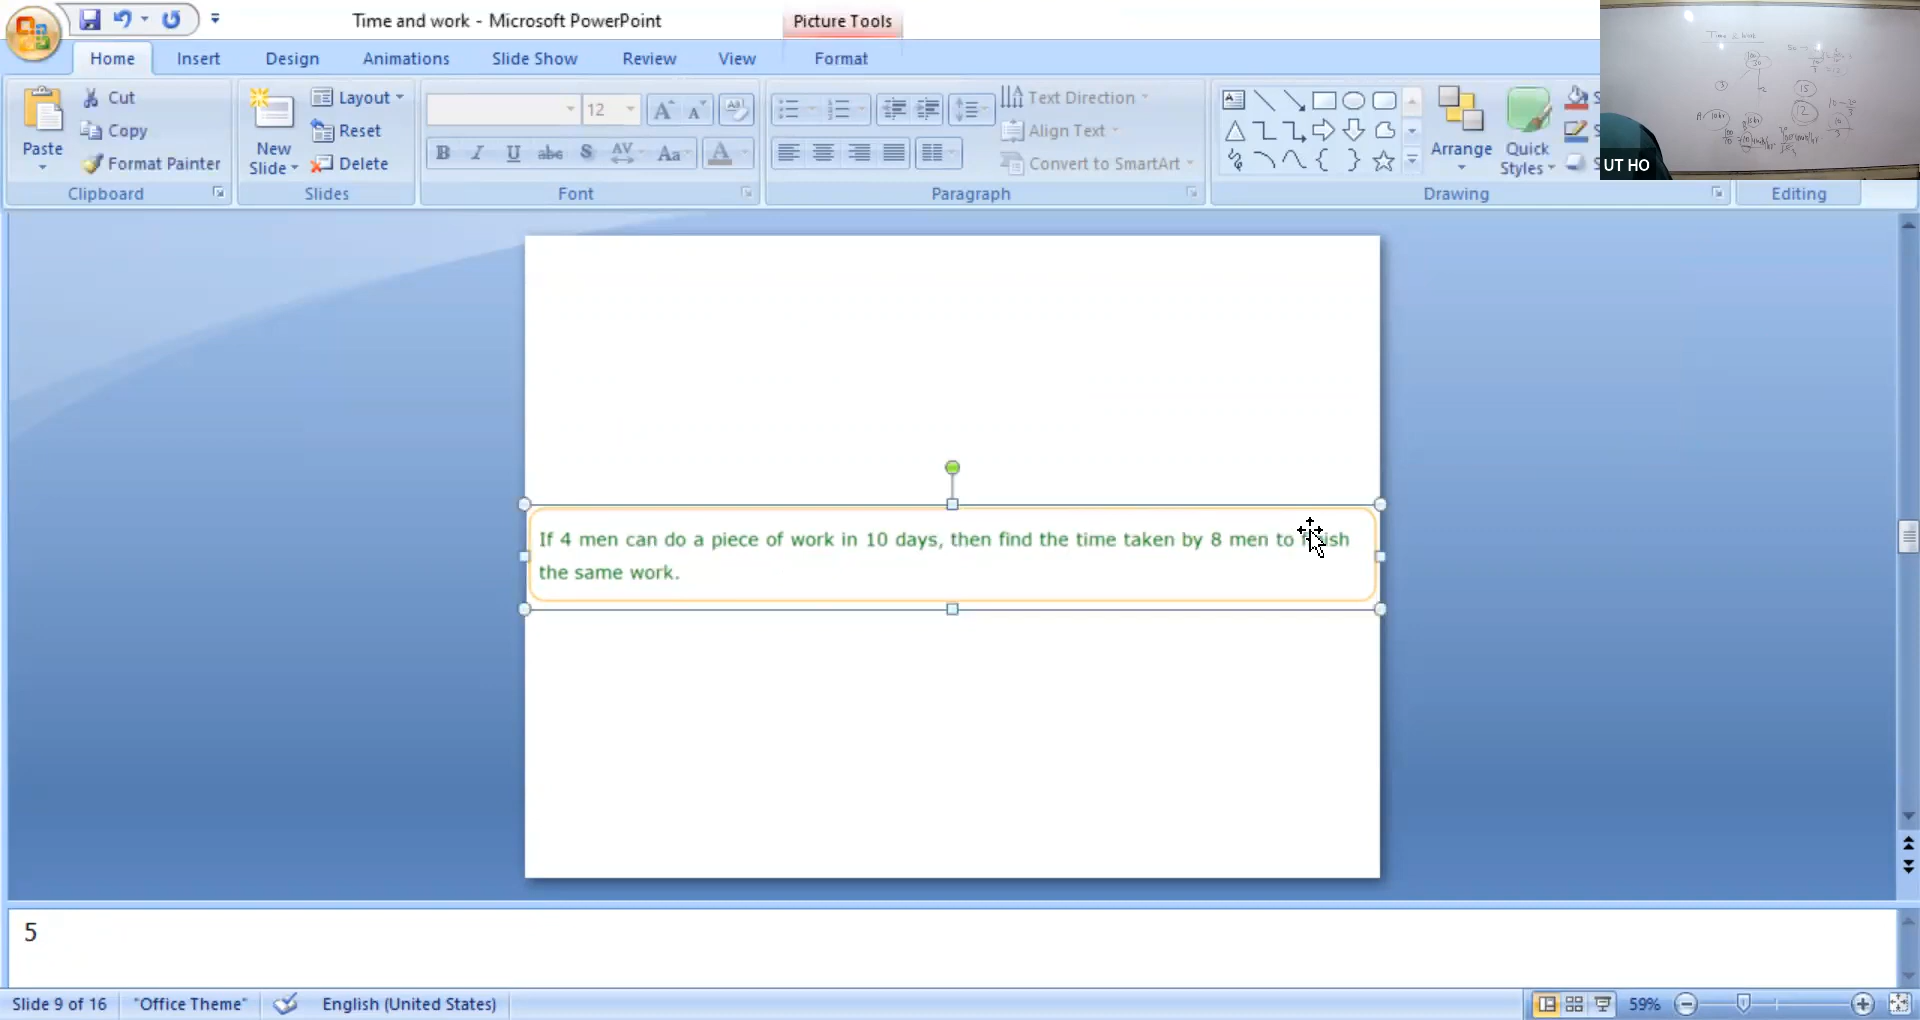 Time and work - Microsoft PowerPoint
Picture Tools
Home Insert Design Animations Slide Show Review View Format
Paste
Cut
Copy
Format Painter
Clipboard
New Slide
Layout
Reset
Delete
Slides
12
B I U abc S AV Aa A
Font
Text Direction
Align Text
Convert to SmartArt
Paragraph
Arrange
Quick Styles
Drawing
Editing
UT HO
If 4 men can do a piece of work in 10 days, then find the time taken by 8 men to finish
the same work.
5
Slide 9 of 16 "Office Theme" English (United States) 59%